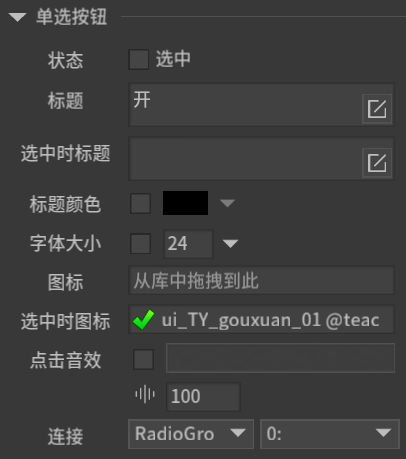 单选按钮
状态 选中
标题 开
选中时标题
标题颜色
字体大小 24
图标 从库中拖拽到此
选中时图标 ui_TY_gouxuan_01 @teac
点击音效
100
连接 RadioGro 0: